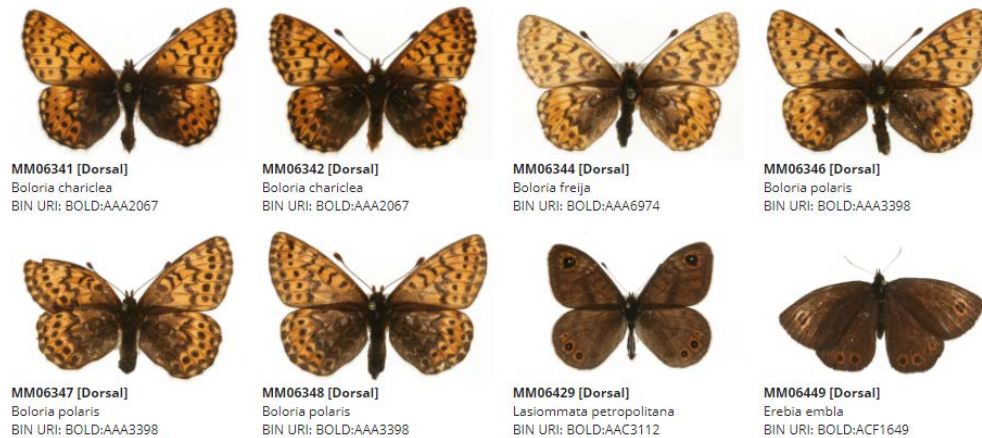 MM06341 [Dorsal]
Boloria chariclea
BIN URI: BOLD:AAA2067
MM06342 [Dorsal]
Boloria chariclea
BIN URI: BOLD:AAA2067
MM06344 [Dorsal]
Boloria freija
BIN URI: BOLD:AAA6974
MM06346 [Dorsal]
Boloria polaris
BIN URI: BOLD:AAA3398
MM06347 [Dorsal]
Boloria polaris
BIN URI: BOLD:AAA3398
MM06348 [Dorsal]
Boloria polaris
BIN URI: BOLD:AAA3398
MM06429 [Dorsal]
Lasiommata petropolitana
BIN URI: BOLD:AAC3112
MM06449 [Dorsal]
Erebia embla
BIN URI: BOLD:ACF1649